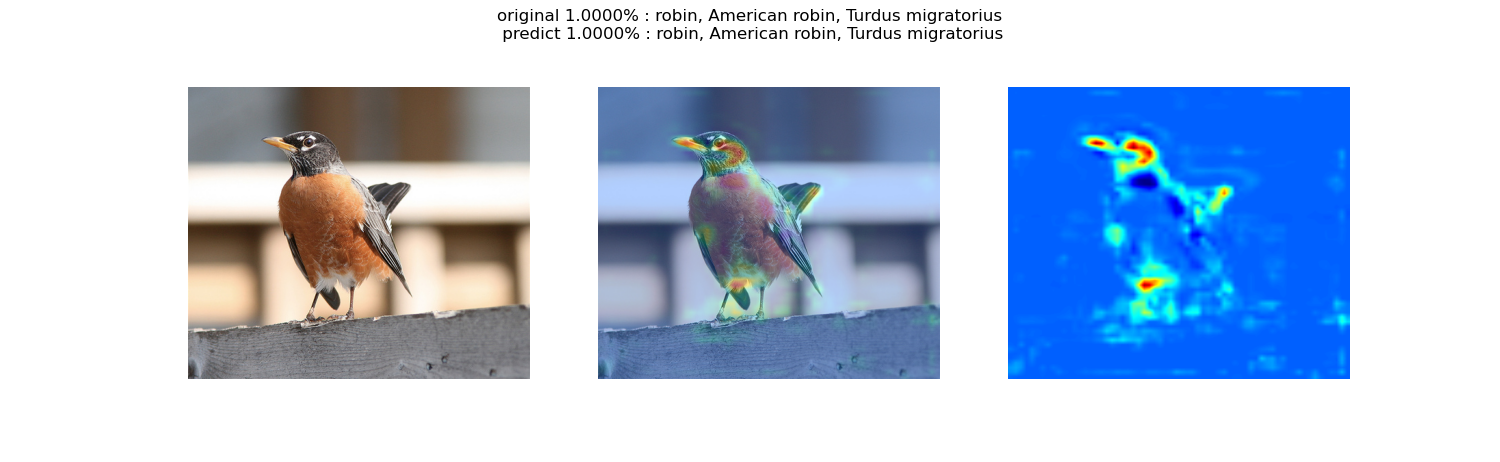 original 1.0000% : robin, American robin, Turdus migratorius
predict 1.0000% : robin, American robin, Turdus migratorius